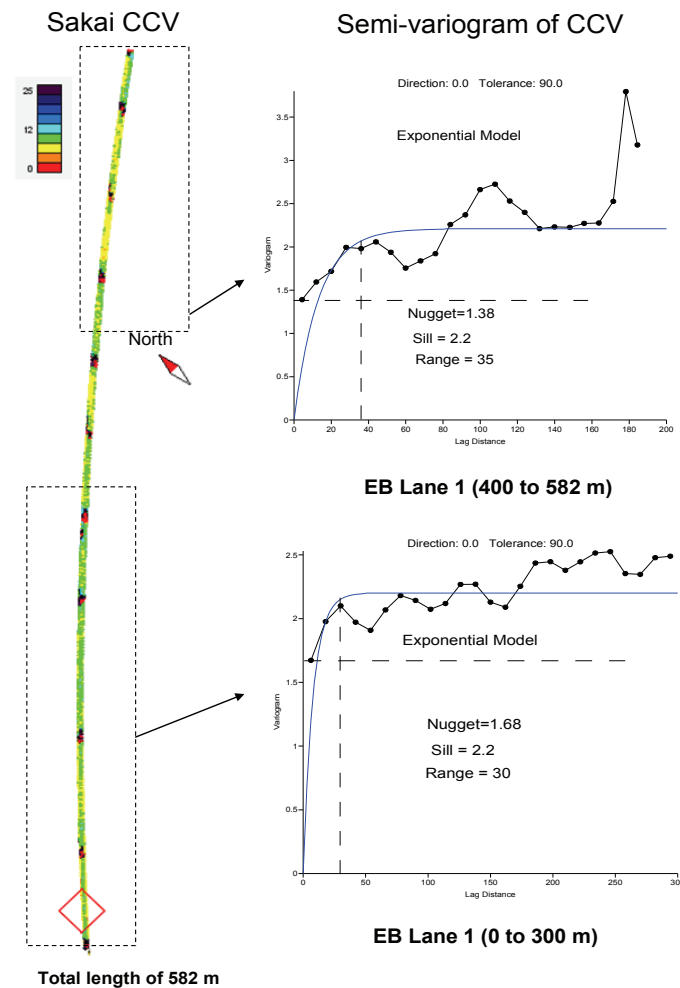 Sakai CCV
Semi-variogram of CCV
25
12
0
North
Total length of 582 m
Direction: 0.0 Tolerance: 90.0
Exponential Model
Variogram
3.5
3
2.5
2
1.5
1
0.5
0
Nugget=1.38
Sill = 2.2
Range = 35
0 20 40 60 80 100 120 140 160 180 200
Lag Distance
EB Lane 1 (400 to 582 m)
Direction: 0.0 Tolerance: 90.0
Exponential Model
Variogram
2.5
2
1.5
1
0.5
0
Nugget=1.68
Sill = 2.2
Range = 30
0 50 100 150 200 250 30
Lag Distance
EB Lane 1 (0 to 300 m)